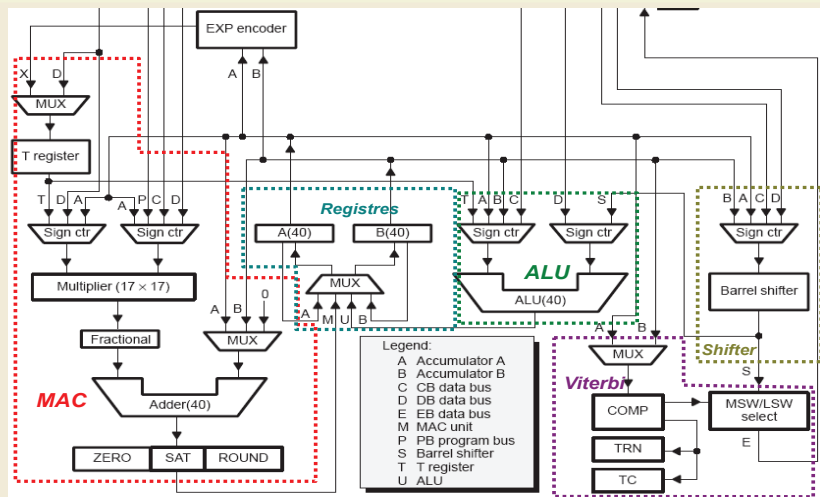 EXP encoder
X D
A B
MUX
T register
T D A A P C D
T A B C D S
B A C D
Registres
Sign ctr Sign ctr
A(40) B(40)
Sign ctr Sign ctr
Sign ctr
MUX
ALU
Multiplier (17 × 17)
ALU(40)
Barrel shifter
A B 0
A M U B
A B
Fractional
MUX
MUX
Shifter
Legend:
A Accumulator A
B Accumulator B
C CB data bus
D DB data bus
E EB data bus
M MAC unit
P PB program bus
S Barrel shifter
T T register
U ALU
Viterbi
S
MAC
Adder(40)
COMP
MSW/LSW
select
E
ZERO SAT ROUND
TRN
TC